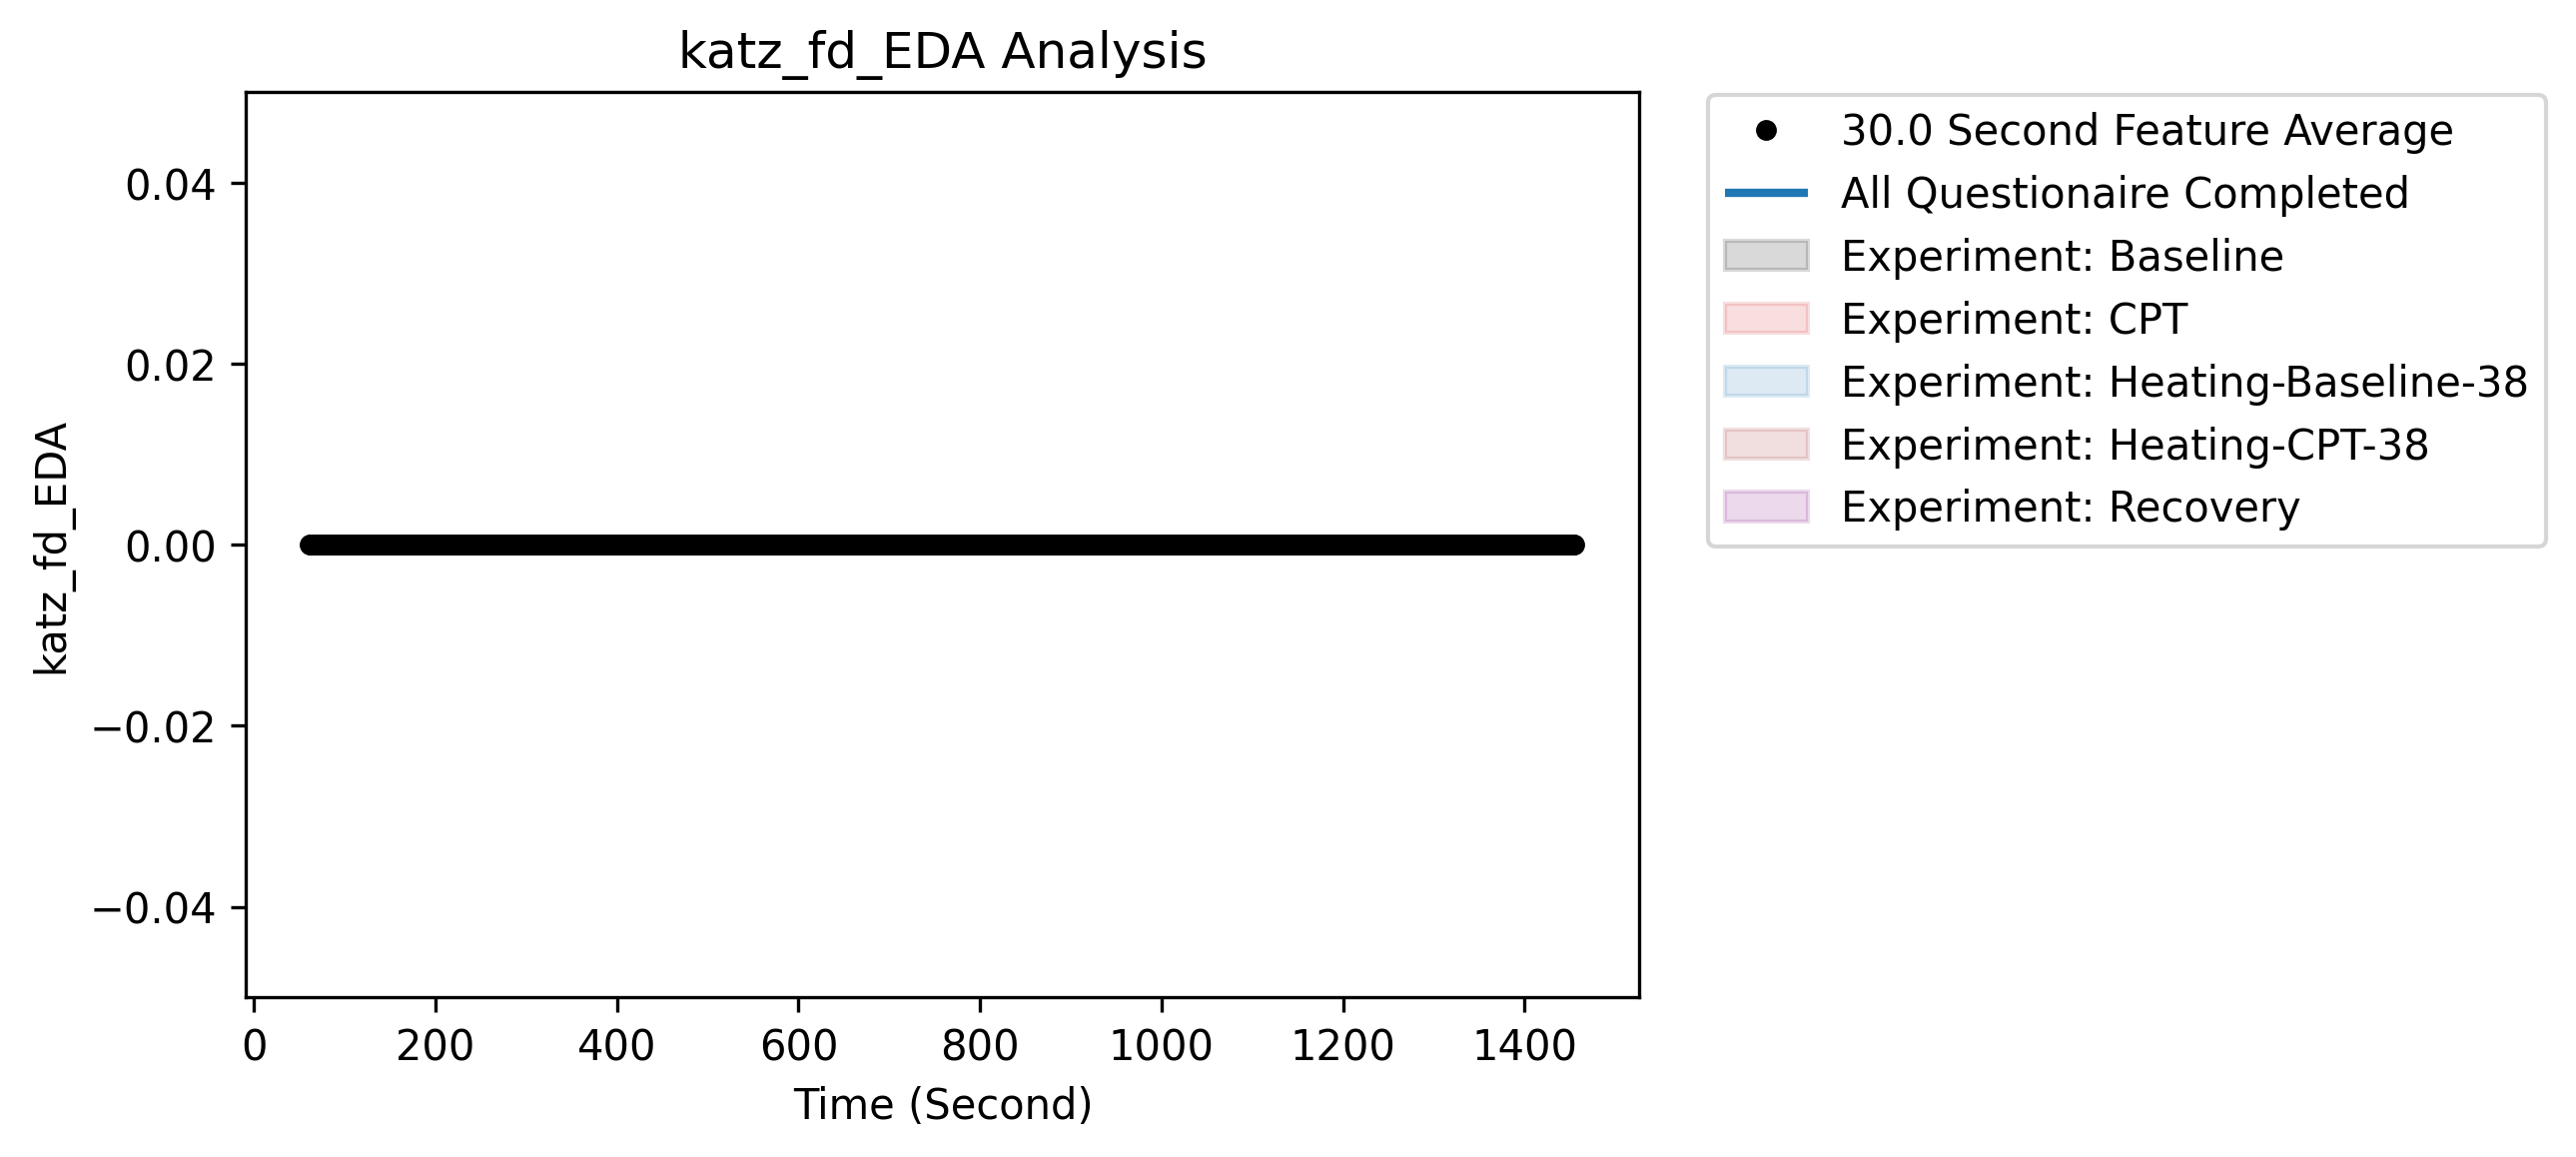 katz_fd_EDA Analysis
katz_fd_EDA
0.04
0.02
0.00
−0.02
−0.04
0
200
400
600
800
1000
1200
1400
Time (Second)
30.0 Second Feature Average
All Questionaire Completed
Experiment: Baseline
Experiment: CPT
Experiment: Heating-Baseline-38
Experiment: Heating-CPT-38
Experiment: Recovery